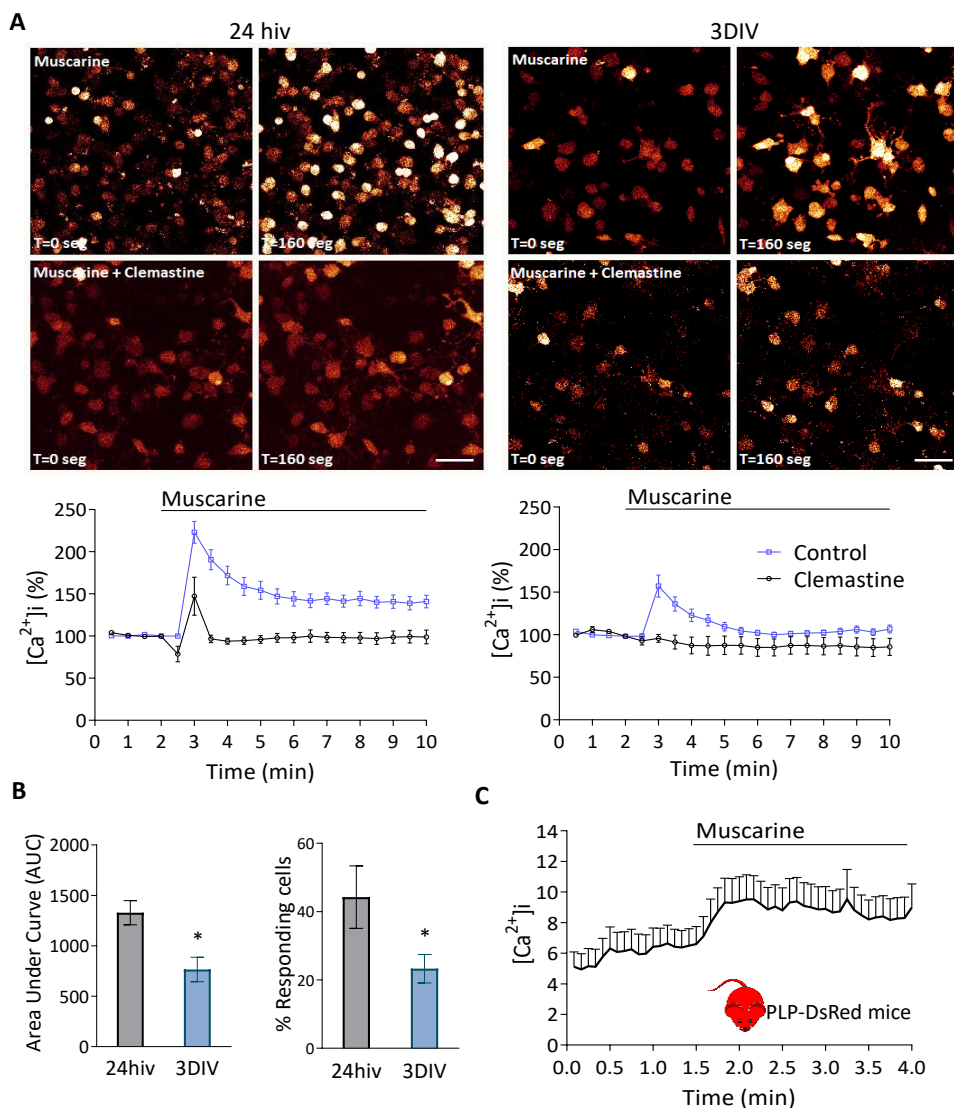 A
24 hiv
3DIV
Muscarine
T=0 seg
T=160 seg
Muscarine
T=0 seg
T=160 seg
Muscarine + Clemastine
T=0 seg
T=160 seg
Muscarine + Clemastine
T=0 seg
T=160 seg
Muscarine
[Ca²⁺]i (%)
250
200
150
100
50
0
0 1 2 3 4 5 6 7 8 9 10
Time (min)
Muscarine
[Ca²⁺]i (%)
250
200
150
100
50
0
Control
Clemastine
0 1 2 3 4 5 6 7 8 9 10
Time (min)
B
Area Under Curve (AUC)
2000
1500
1000
500
0
*
24hiv 3DIV
% Responding cells
60
40
20
0
*
24hiv 3DIV
C
Muscarine
[Ca²⁺]i
14
12
10
8
6
4
2
0
PLP-DsRed mice
0.0 0.5 1.0 1.5 2.0 2.5 3.0 3.5 4.0
Time (min)